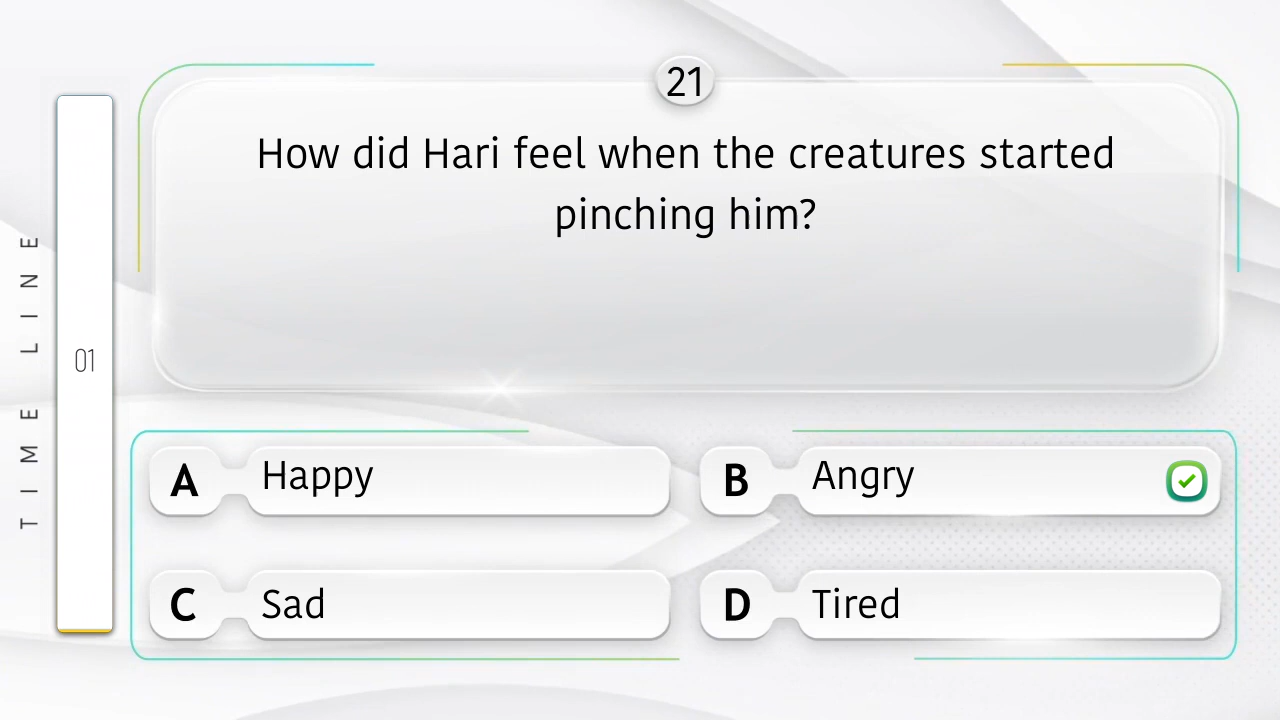 21
How did Hari feel when the creatures started
pinching him?
TIME LINE
01
A Happy
B Angry
C Sad
D Tired